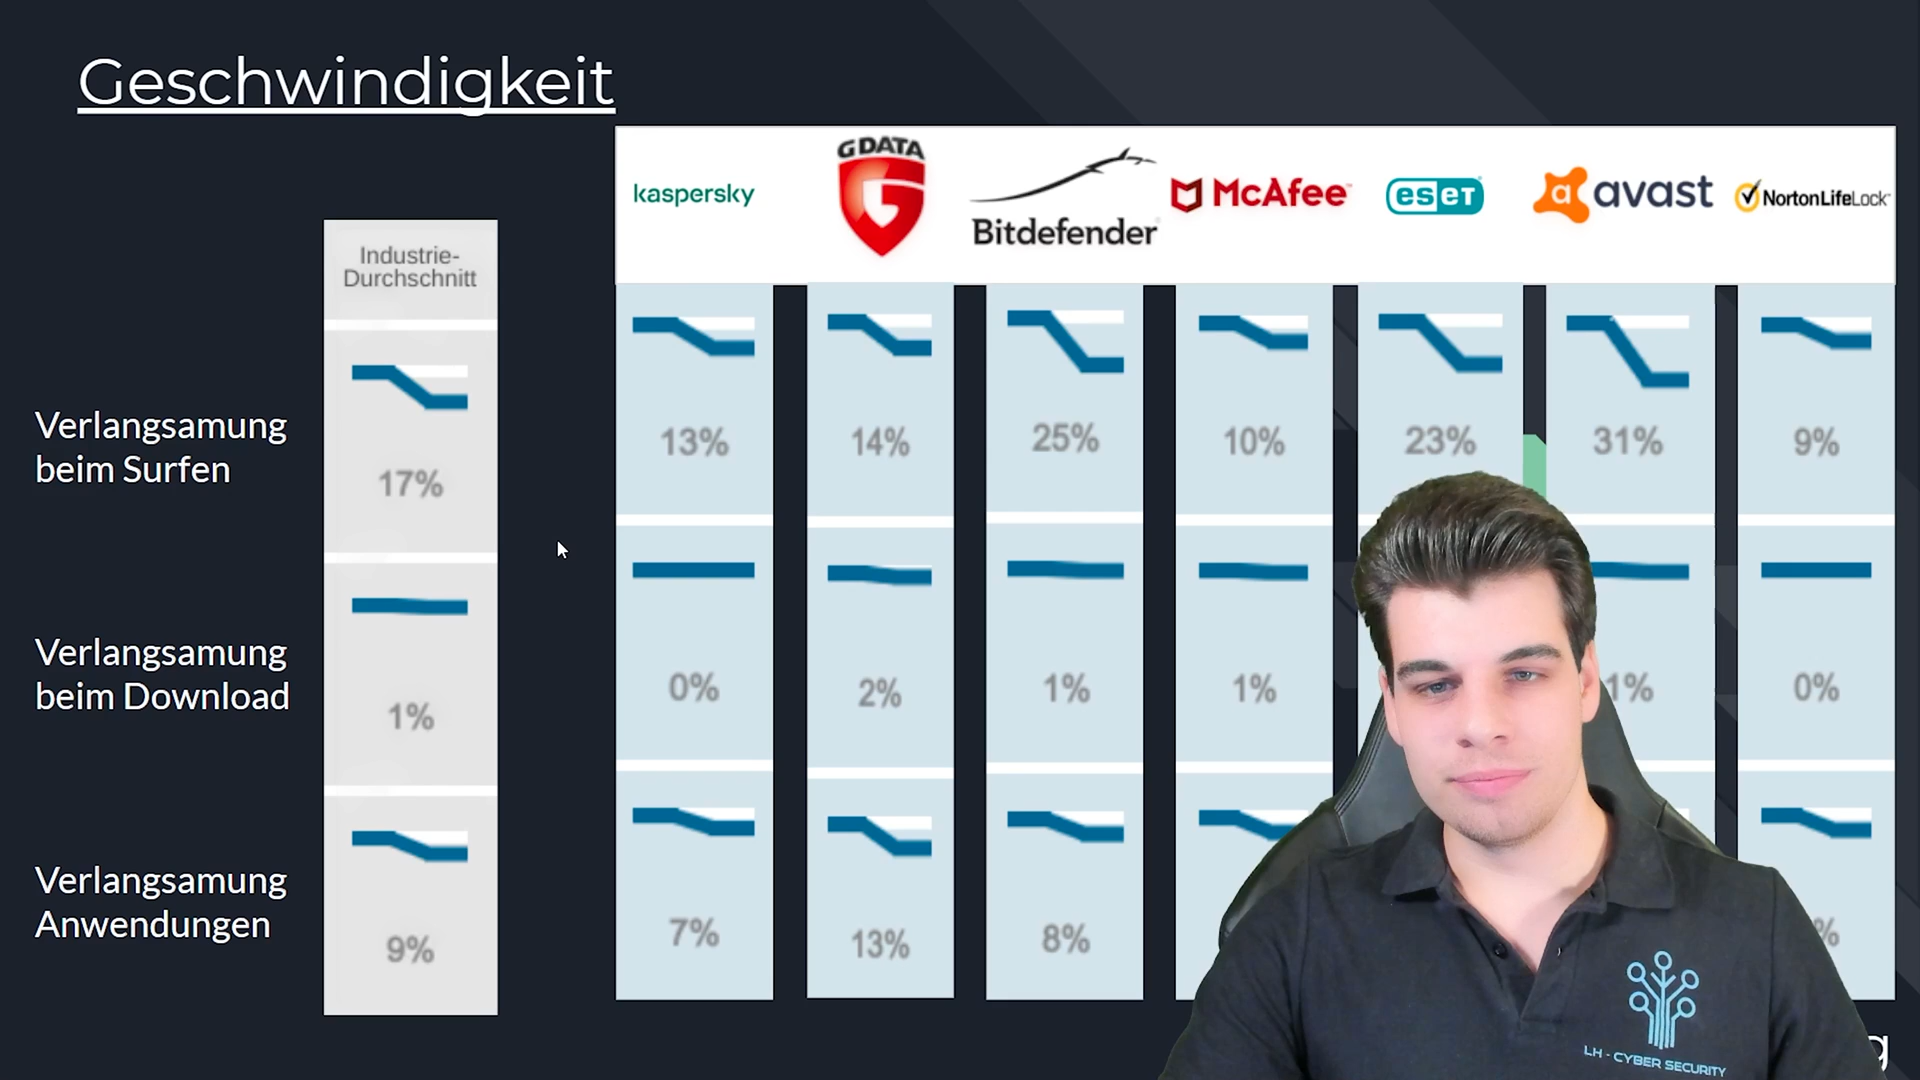 Geschwindigkeit
kaspersky
G DATA
Bitdefender
McAfee
eset
avast
NortonLifeLock
Industrie-
Durchschnitt
Verlangsamung
beim Surfen
17%
13%
14%
25%
10%
23%
31%
9%
Verlangsamung
beim Download
1%
0%
2%
1%
1%
1%
0%
Verlangsamung
Anwendungen
9%
7%
13%
8%
%
LH - CYBER SECURITY
g